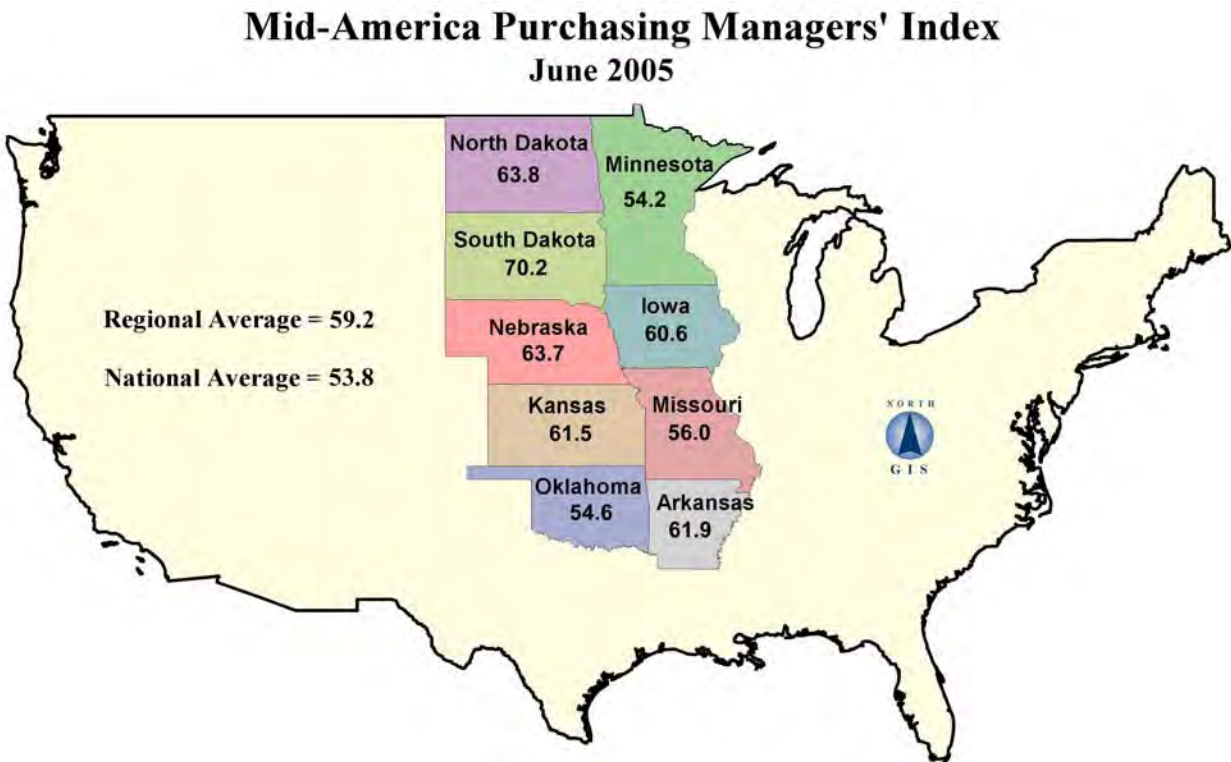 Mid-America Purchasing Managers' Index
June 2005
North Dakota
63.8
Minnesota
54.2
South Dakota
70.2
Regional Average = 59.2
Iowa
60.6
Nebraska
63.7
National Average = 53.8
Kansas
61.5
Missouri
56.0
NORTH
GIS
Oklahoma
54.6
Arkansas
61.9